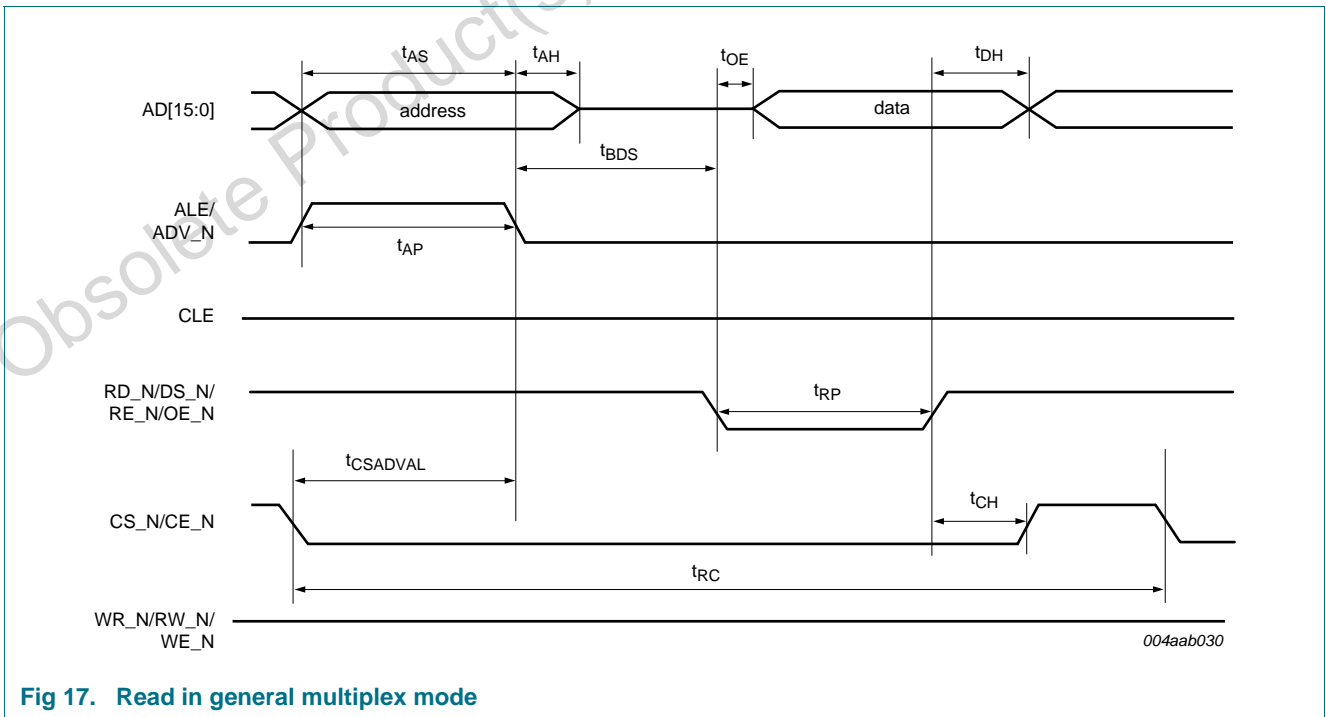 Obsolete Product(s)
tAS
tAH
tOE
tDH
AD[15:0]
address
data
tBDS
ALE/
ADV_N
tAP
CLE
RD_N/DS_N/
RE_N/OE_N
tRP
tCSADVAL
CS_N/CE_N
tCH
tRC
WR_N/RW_N/
WE_N
004aab030
Fig 17. Read in general multiplex mode